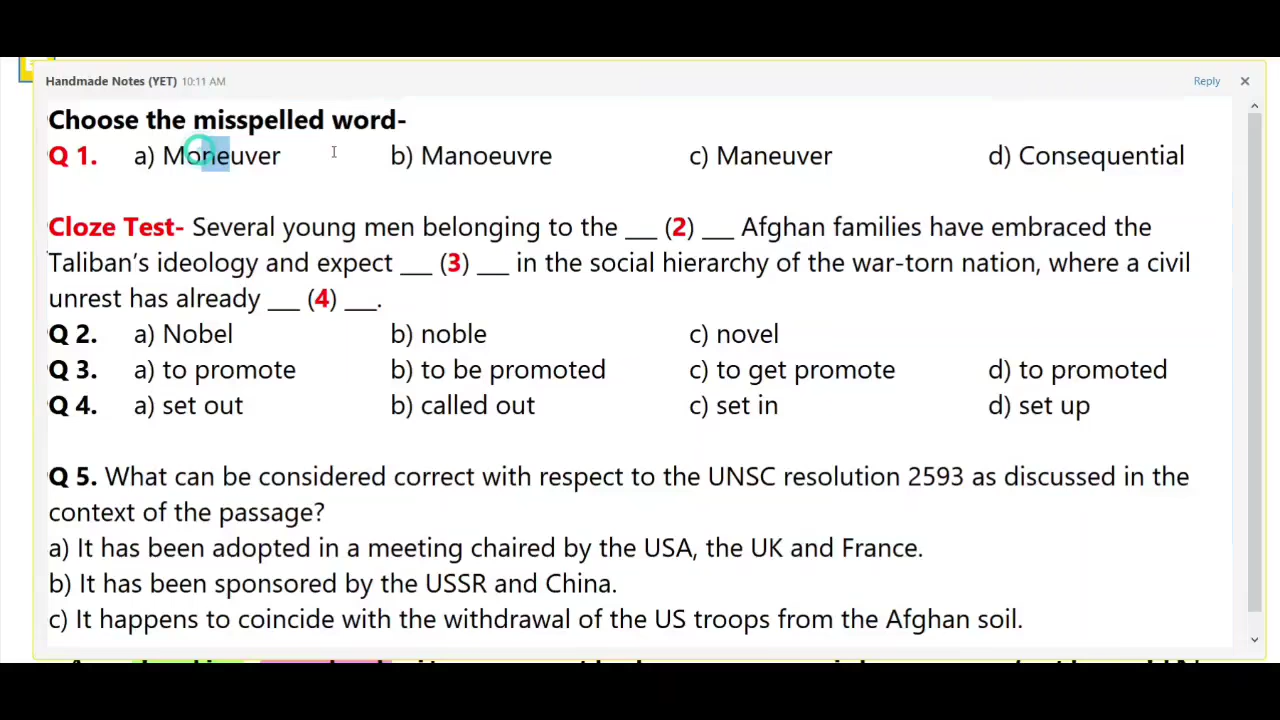 Handmade Notes (YET) 10:11 AM Reply
Choose the misspelled word-
Q 1. a) Moneuver b) Manoeuvre c) Maneuver d) Consequential
Cloze Test- Several young men belonging to the ___ (2) ___ Afghan families have embraced the
Taliban's ideology and expect ___ (3) ___ in the social hierarchy of the war-torn nation, where a civil
unrest has already ___ (4) ___.
Q 2. a) Nobel b) noble c) novel
Q 3. a) to promote b) to be promoted c) to get promote d) to promoted
Q 4. a) set out b) called out c) set in d) set up
Q 5. What can be considered correct with respect to the UNSC resolution 2593 as discussed in the
context of the passage?
a) It has been adopted in a meeting chaired by the USA, the UK and France.
b) It has been sponsored by the USSR and China.
c) It happens to coincide with the withdrawal of the US troops from the Afghan soil.